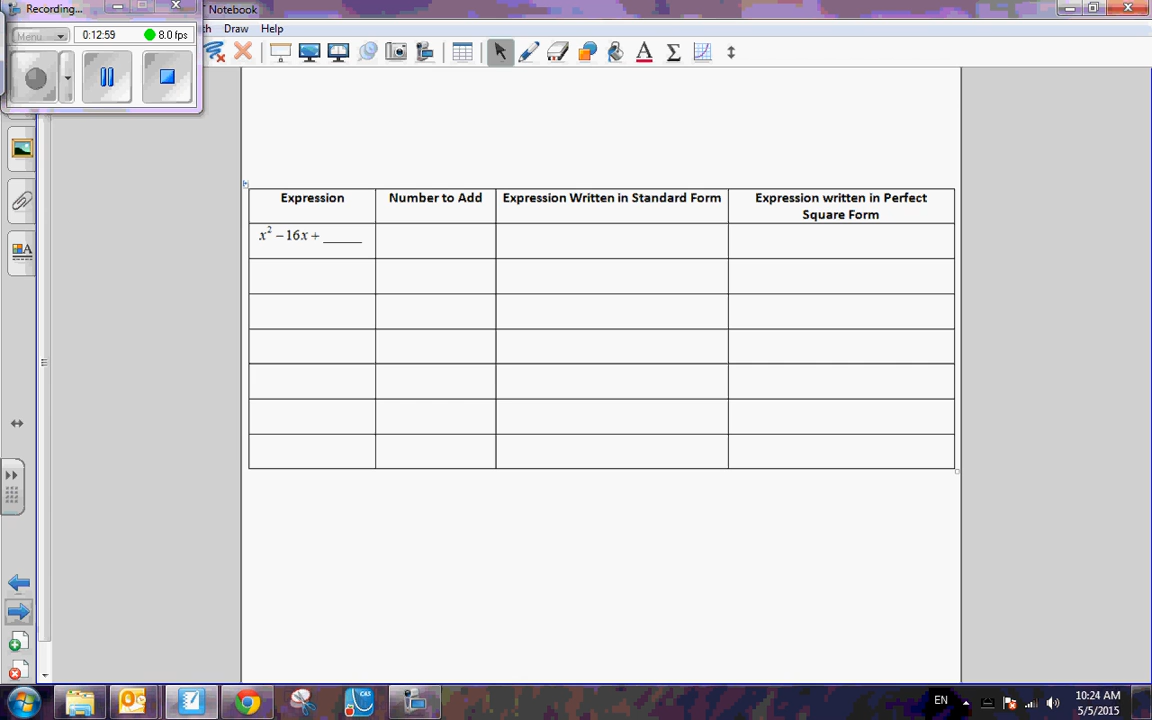 Recording...
Notebook
Menu
0:12:59
8.0 fps
Draw Help
Expression
Number to Add
Expression Written in Standard Form
Expression written in Perfect
Square Form
x² – 16x + _____
CAS
EN
10:24 AM
5/5/2015